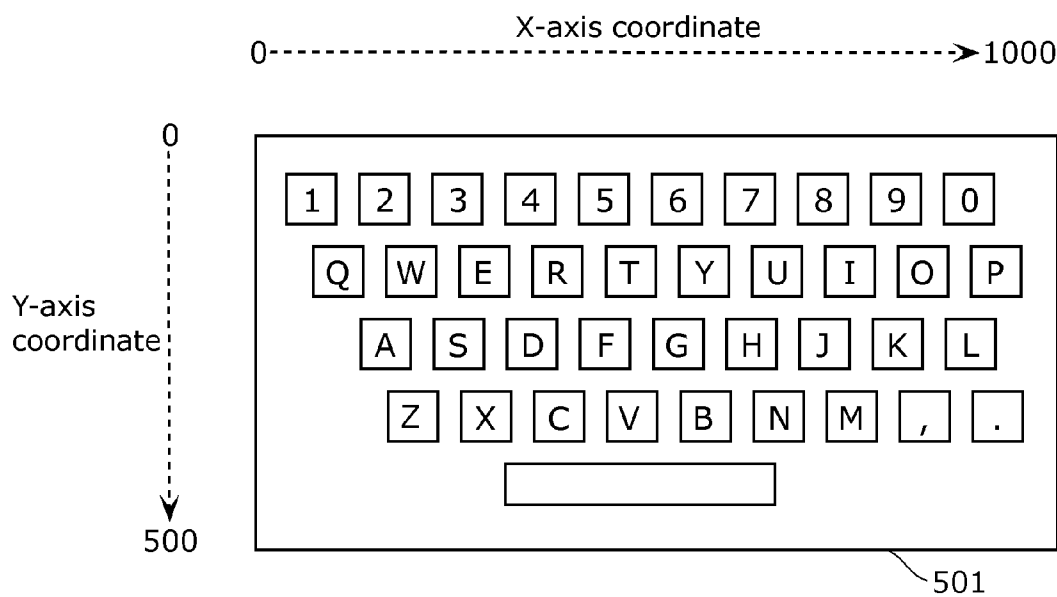 X-axis coordinate
0 1000
0
1 2 3 4 5 6 7 8 9 0
Q W E R T Y U I O P
Y-axis
coordinate
A S D F G H J K L
Z X C V B N M , .
500
501